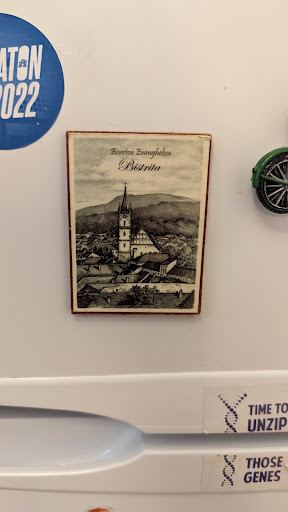 ATON
2022
Biserica Evanghelica
Bistrita
TIME TO
UNZIP
THOSE
GENES